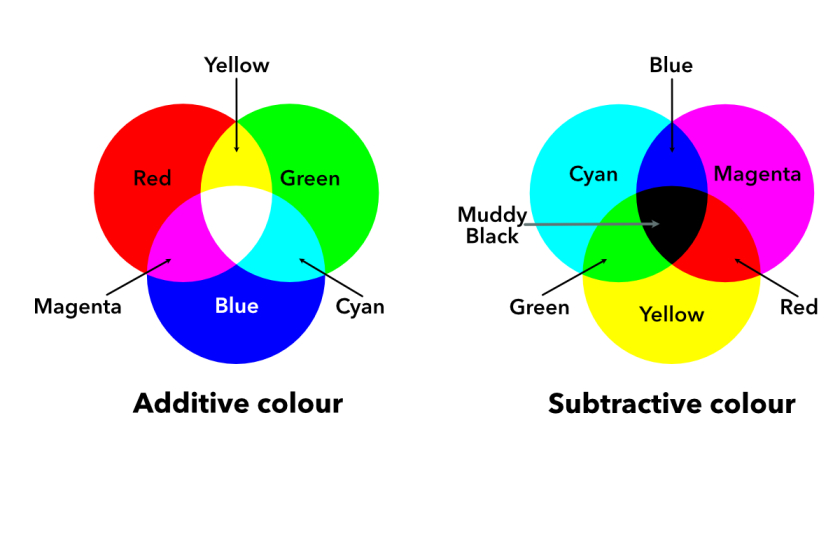 Yellow
Red
Green
Magenta
Blue
Cyan
Additive colour
Blue
Cyan
Magenta
Muddy
Black
Green
Yellow
Red
Subtractive colour